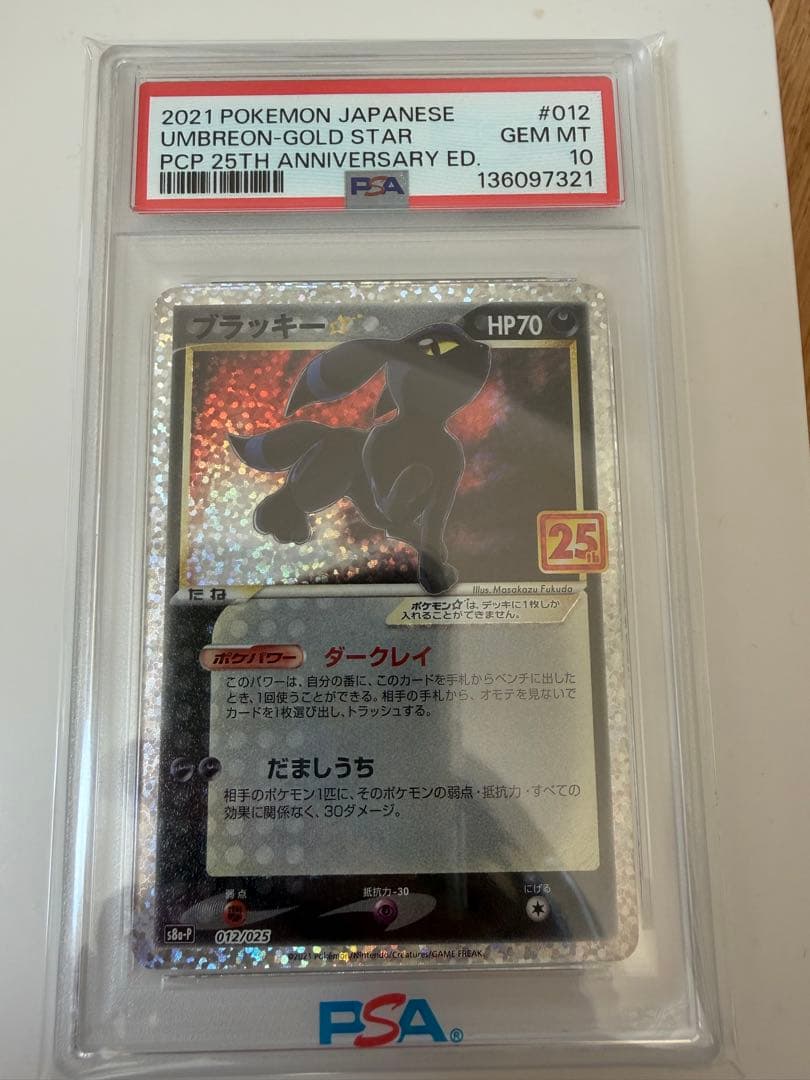 2021 POKEMON JAPANESE #012
UMBREON-GOLD STAR GEM MT
PCP 25TH ANNIVERSARY ED. 10
PSA 136097321
ブラッキー☆ HP70
25th
たね Illus. Masakazu Fukuda
ポケモン☆は、デッキに1枚しか
入れることができません。
ポケパワー ダークレイ
このパワーは、自分の番に、このカードを手札からベンチに出した
とき、1回使うことができる。相手の手札から、オモテを見ないで
カードを1枚選び出し、トラッシュする。
だましうち
相手のポケモン1匹に、そのポケモンの弱点・抵抗力・すべての
効果に関係なく、30ダメージ。
弱点 抵抗力-30 にげる
s8a-P 012/025
©2021 Pokémon/Nintendo/Creatures/GAME FREAK.
PSA®